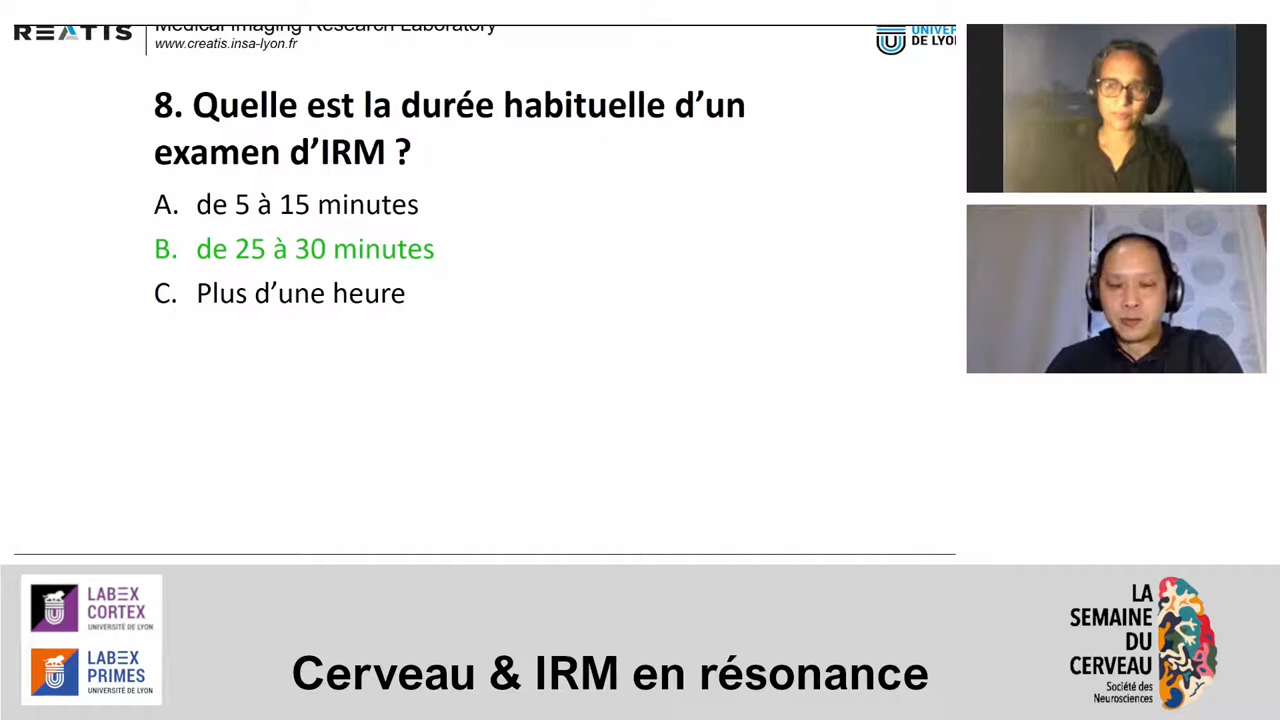 REATIS
Medical Imaging Research Laboratory
www.creatis.insa-lyon.fr
UNIVER
DE LYO
8. Quelle est la durée habituelle d’un
examen d’IRM ?
A. de 5 à 15 minutes
B. de 25 à 30 minutes
C. Plus d’une heure
LABEX
CORTEX
UNIVERSITÉ DE LYON
LABEX
PRIMES
UNIVERSITÉ DE LYON
Cerveau & IRM en résonance
LA
SEMAINE
DU
CERVEAU
Société des
Neurosciences